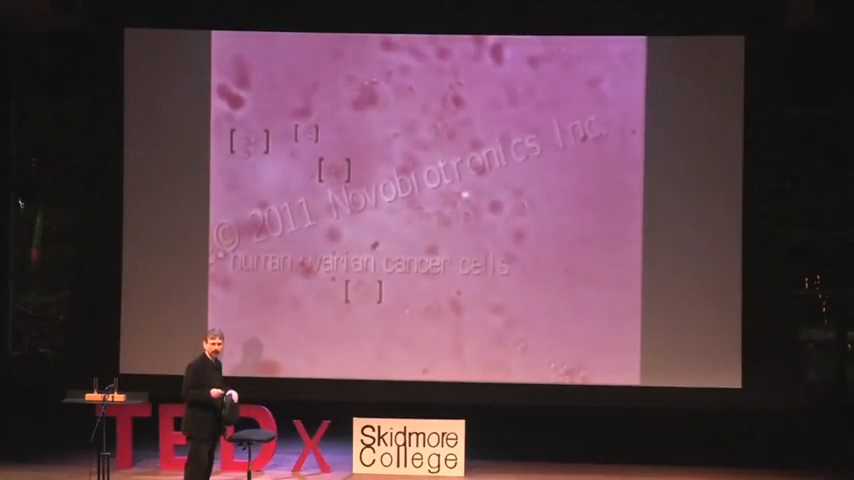 [ ] [ ]
[ ]
© 2011 Novobiotronics Inc.
human ovarian cancer cells
[ ]
TEDx
Skidmore
College